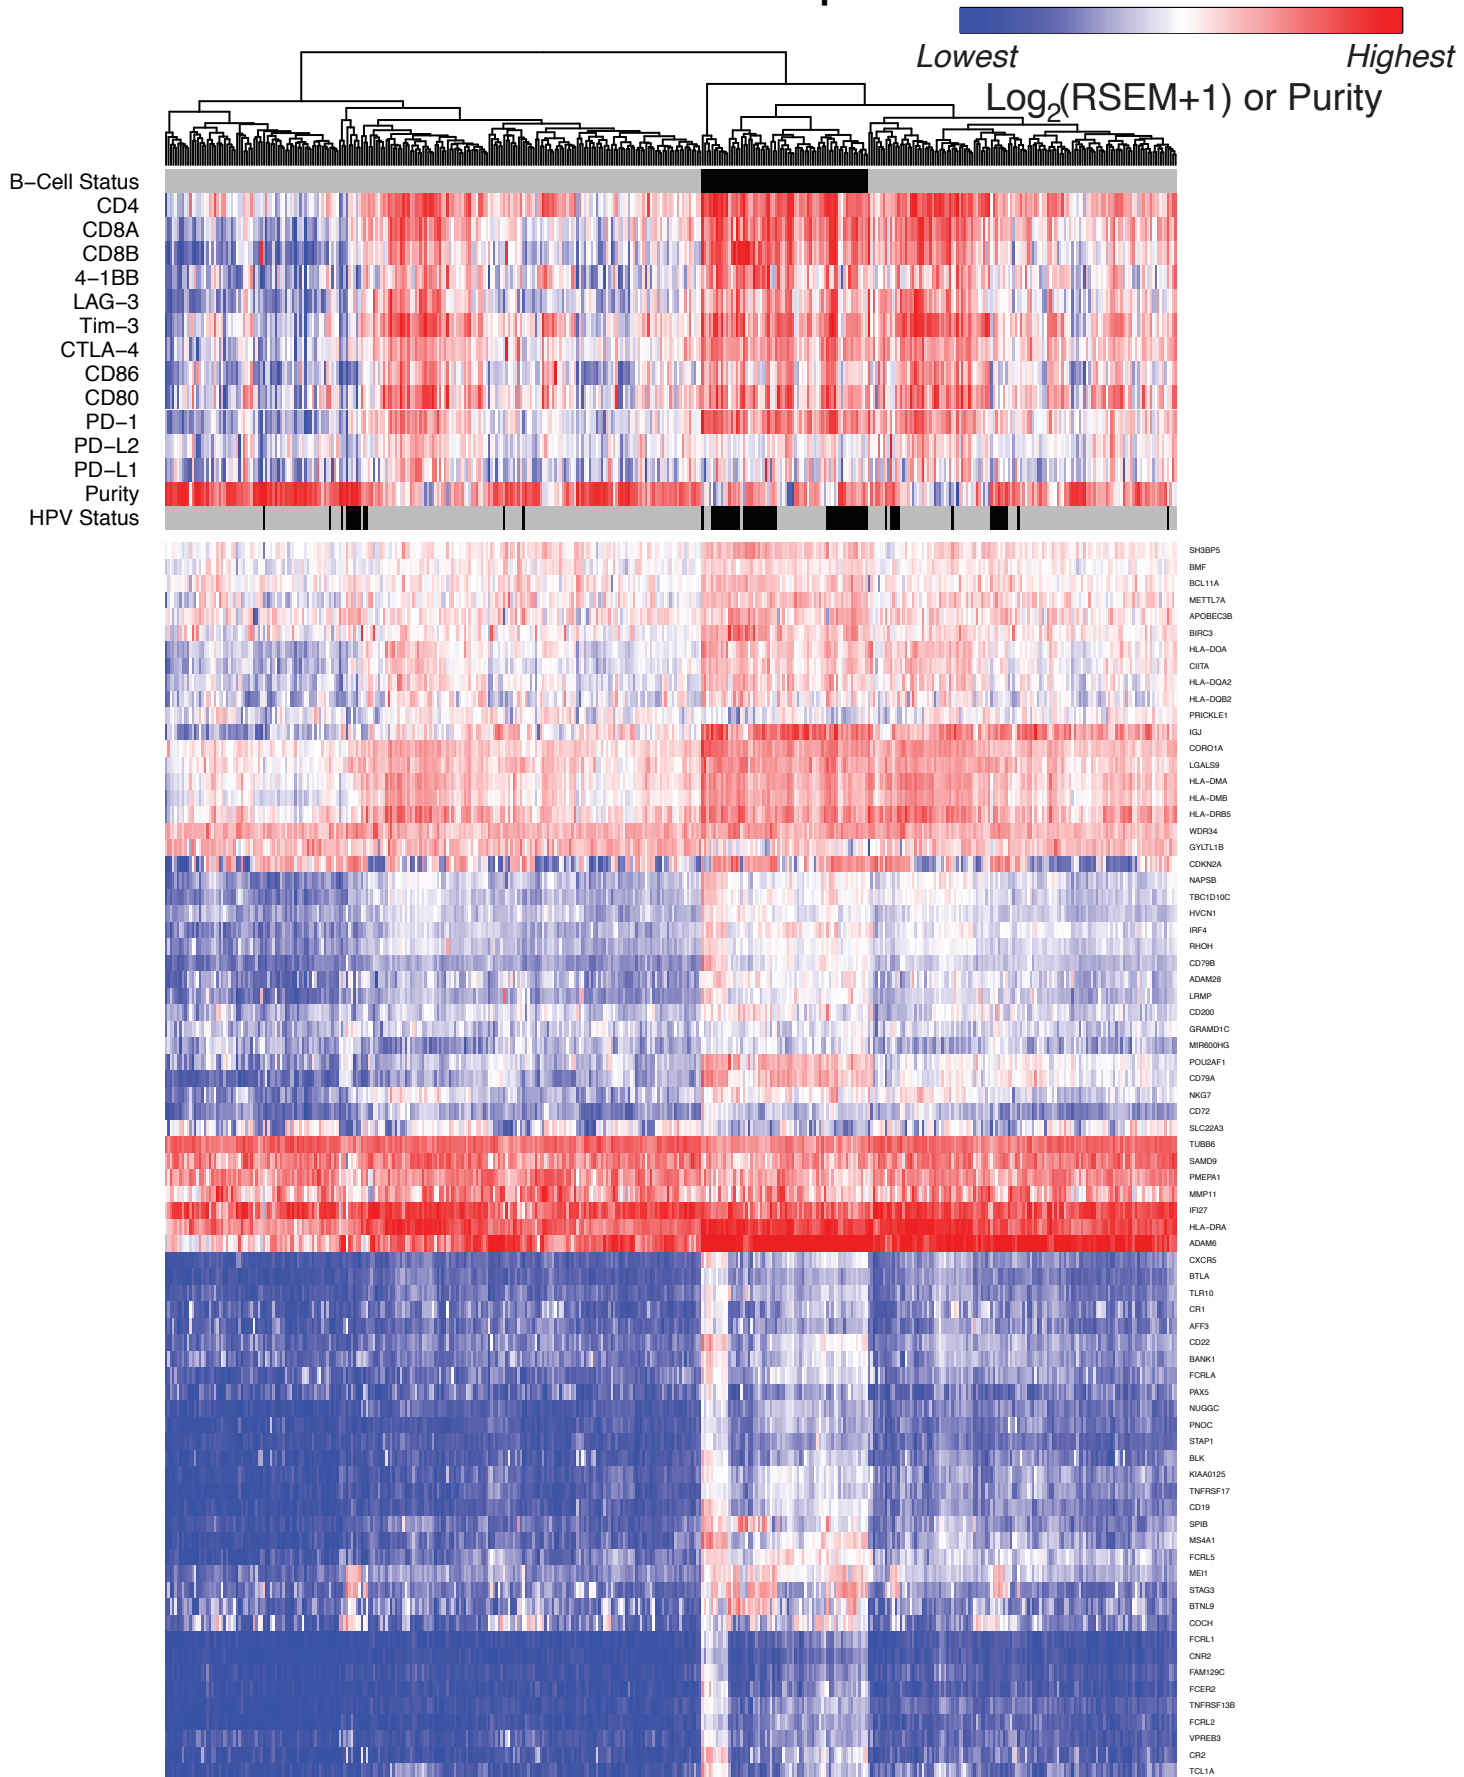 Lowest
Highest
Log2(RSEM+1) or Purity
B−Cell Status
CD4
CD8A
CD8B
4−1BB
LAG−3
Tim−3
CTLA−4
CD86
CD80
PD−1
PD−L2
PD−L1
Purity
HPV Status
SH3BP5
BMF
BCL11A
METTL7A
APOBEC3B
BIRC3
HLA−DOA
CIITA
HLA−DQA2
HLA−DQB2
PRICKLE1
IGJ
CORO1A
LGALS9
HLA−DMA
HLA−DMB
HLA−DRB5
WDR34
GYLTL1B
CDKN2A
NAPSB
TBC1D10C
HVCN1
IRF4
RHOH
CD79B
ADAM28
LRMP
CD200
GRAMD1C
MIR600HG
POU2AF1
CD79A
NKG7
CD72
SLC22A3
TUBB6
SAMD9
PMEPA1
MMP11
IFI27
HLA−DRA
ADAM6
CXCR5
BTLA
TLR10
CR1
AFF3
CD22
BANK1
FCRLA
PAX5
NUGGC
PNOC
STAP1
BLK
KIAA0125
TNFRSF17
CD19
SPIB
MS4A1
FCRL5
MEI1
STAG3
BTNL9
COCH
FCRL1
CNR2
FAM129C
FCER2
TNFRSF13B
FCRL2
VPREB3
CR2
TCL1A